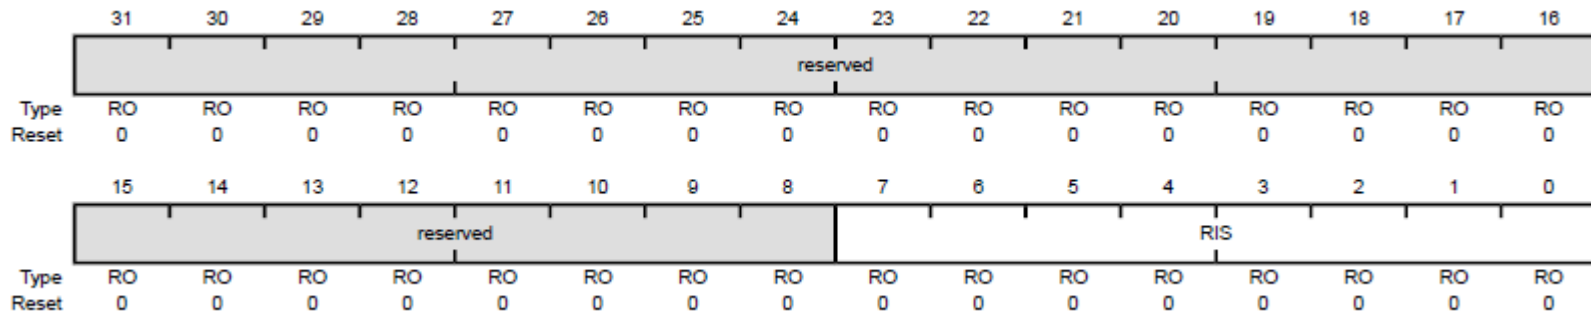 31 30 29 28 27 26 25 24 23 22 21 20 19 18 17 16
reserved
Type RO RO RO RO RO RO RO RO RO RO RO RO RO RO RO RO
Reset 0 0 0 0 0 0 0 0 0 0 0 0 0 0 0 0
15 14 13 12 11 10 9 8 7 6 5 4 3 2 1 0
reserved RIS
Type RO RO RO RO RO RO RO RO RO RO RO RO RO RO RO RO
Reset 0 0 0 0 0 0 0 0 0 0 0 0 0 0 0 0